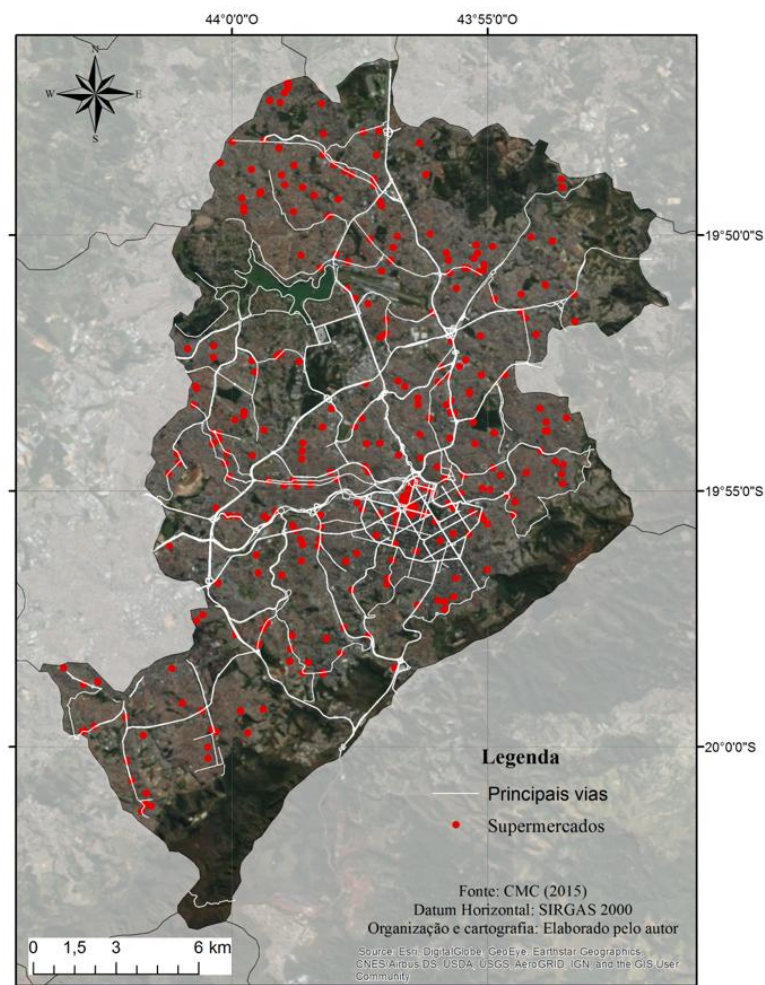 44°0'0"O 43°55'0"O
N
W E
S
19°50'0"S
19°55'0"S
20°0'0"S
Legenda
Principais vias
Supermercados
Fonte: CMC (2015)
Datum Horizontal: SIRGAS 2000
Organização e cartografia: Elaborado pelo autor
0 1,5 3 6 km
Source: Esri, DigitalGlobe, GeoEye, Earthstar Geographics,
CNES/Airbus DS, USDA, USGS, AeroGRID, IGN, and the GIS User
Community